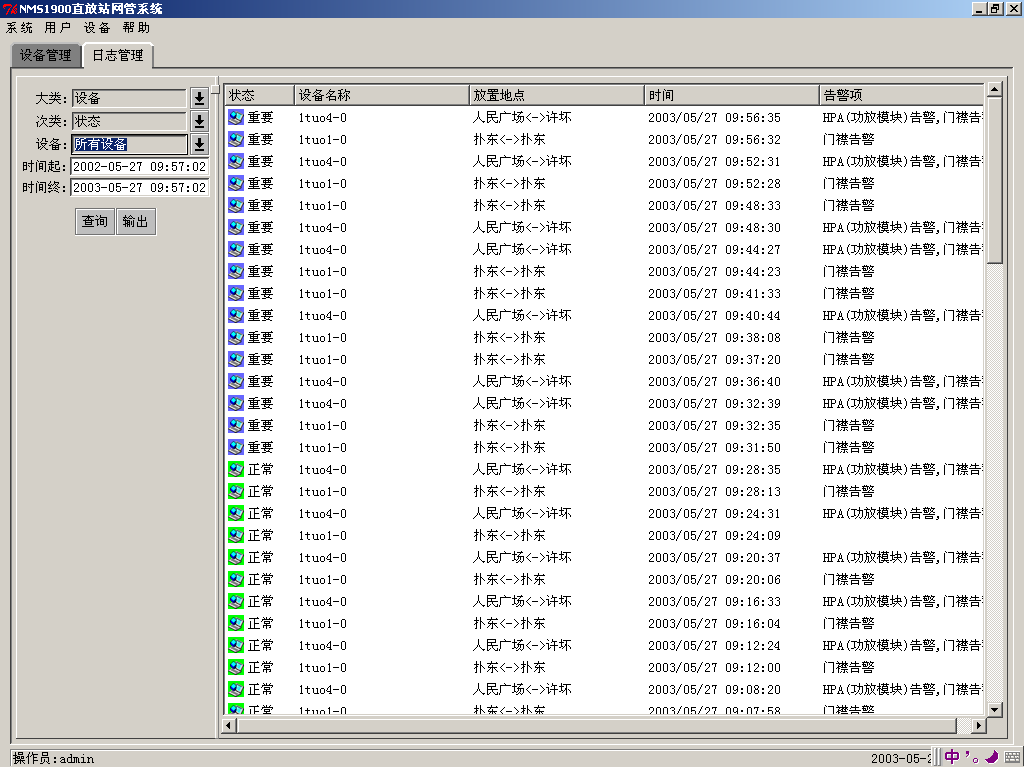 NMS1900直放站网管系统
系统 用户 设备 帮助
设备管理 日志管理
大类: 设备
次类: 状态
设备: 所有设备
时间起: 2002-05-27 09:57:02
时间终: 2003-05-27 09:57:02
查询 输出
状态 设备名称 放置地点 时间 告警项
重要 1tuo4-0 人民广场<->许坏 2003/05/27 09:56:35 HPA(功放模块)告警,门襟告
重要 1tuo1-0 扑东<->扑东 2003/05/27 09:56:32 门襟告警
重要 1tuo4-0 人民广场<->许坏 2003/05/27 09:52:31 HPA(功放模块)告警,门襟告
重要 1tuo1-0 扑东<->扑东 2003/05/27 09:52:28 门襟告警
重要 1tuo1-0 扑东<->扑东 2003/05/27 09:48:33 门襟告警
重要 1tuo4-0 人民广场<->许坏 2003/05/27 09:48:30 HPA(功放模块)告警,门襟告
重要 1tuo4-0 人民广场<->许坏 2003/05/27 09:44:27 HPA(功放模块)告警,门襟告
重要 1tuo1-0 扑东<->扑东 2003/05/27 09:44:23 门襟告警
重要 1tuo1-0 扑东<->扑东 2003/05/27 09:41:33 门襟告警
重要 1tuo4-0 人民广场<->许坏 2003/05/27 09:40:44 HPA(功放模块)告警,门襟告
重要 1tuo1-0 扑东<->扑东 2003/05/27 09:38:08 门襟告警
重要 1tuo1-0 扑东<->扑东 2003/05/27 09:37:20 门襟告警
重要 1tuo4-0 人民广场<->许坏 2003/05/27 09:36:40 HPA(功放模块)告警,门襟告
重要 1tuo4-0 人民广场<->许坏 2003/05/27 09:32:39 HPA(功放模块)告警,门襟告
重要 1tuo1-0 扑东<->扑东 2003/05/27 09:32:35 门襟告警
重要 1tuo1-0 扑东<->扑东 2003/05/27 09:31:50 门襟告警
正常 1tuo4-0 人民广场<->许坏 2003/05/27 09:28:35 HPA(功放模块)告警,门襟告
正常 1tuo1-0 扑东<->扑东 2003/05/27 09:28:13 门襟告警
正常 1tuo4-0 人民广场<->许坏 2003/05/27 09:24:31 HPA(功放模块)告警,门襟告
正常 1tuo1-0 扑东<->扑东 2003/05/27 09:24:09
正常 1tuo4-0 人民广场<->许坏 2003/05/27 09:20:37 HPA(功放模块)告警,门襟告
正常 1tuo1-0 扑东<->扑东 2003/05/27 09:20:06 门襟告警
正常 1tuo4-0 人民广场<->许坏 2003/05/27 09:16:33 HPA(功放模块)告警,门襟告
正常 1tuo1-0 扑东<->扑东 2003/05/27 09:16:04 门襟告警
正常 1tuo4-0 人民广场<->许坏 2003/05/27 09:12:24 HPA(功放模块)告警,门襟告
正常 1tuo1-0 扑东<->扑东 2003/05/27 09:12:00 门襟告警
正常 1tuo4-0 人民广场<->许坏 2003/05/27 09:08:20 HPA(功放模块)告警,门襟告
正常 1tuo1-0 扑东<->扑东 2003/05/27 09:07:58 门襟告警
操作员:admin 2003-05-2 中